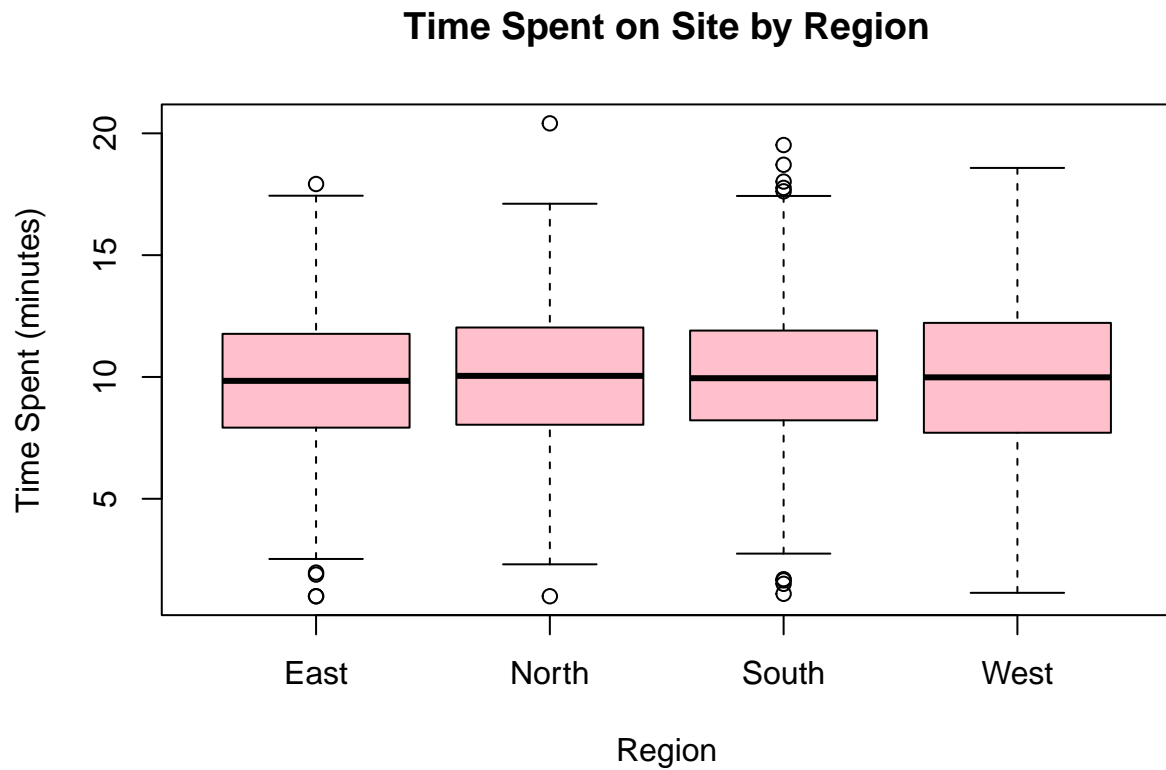 Time Spent on Site by Region
Time Spent (minutes)
20
15
10
5
East North South West
Region